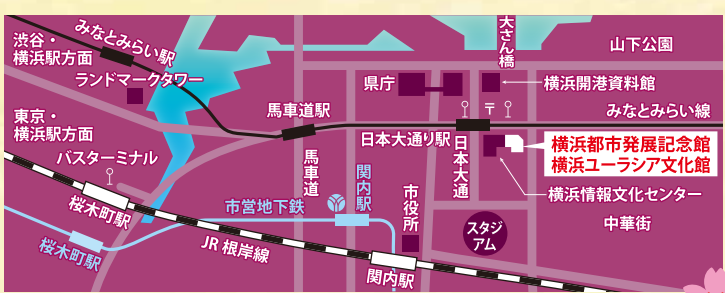 渋谷・
横浜駅方面
みなとみらい駅
ランドマークタワー
東京・
横浜駅方面
バスターミナル
桜木町駅
桜木町駅
市営地下鉄
JR 根岸線
馬車道駅
馬車道
関内駅
関内駅
県庁
日本大通り駅
日本大通
市役所
スタジ
アム
大さん橋
山下公園
横浜開港資料館
〒
みなとみらい線
横浜都市発展記念館
横浜ユーラシア文化館
横浜情報文化センター
中華街